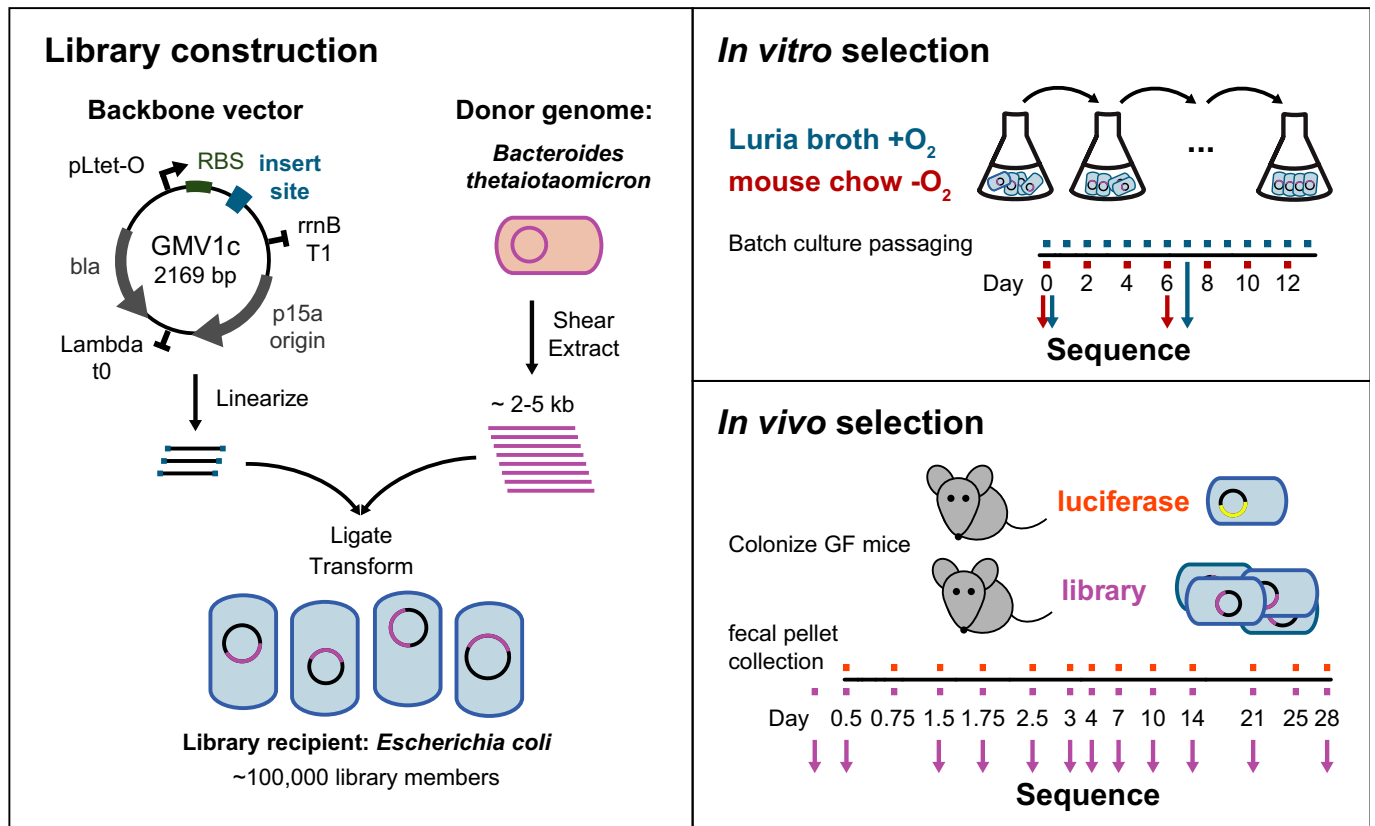 Library construction
Backbone vector
pLtet-O
RBS
insert
site
GMV1c
2169 bp
rrnB
T1
bla
p15a
origin
Lambda
t0
Linearize
Donor genome:
Bacteroides
thetaiotaomicron
Shear
Extract
~ 2-5 kb
Ligate
Transform
Library recipient: Escherichia coli
~100,000 library members
In vitro selection
Luria broth +O2
mouse chow -O2
...
Batch culture passaging
Day 0 2 4 6 8 10 12
Sequence
In vivo selection
luciferase
Colonize GF mice
library
fecal pellet
collection
Day 0.5 0.75 1.5 1.75 2.5 3 4 7 10 14 21 25 28
Sequence